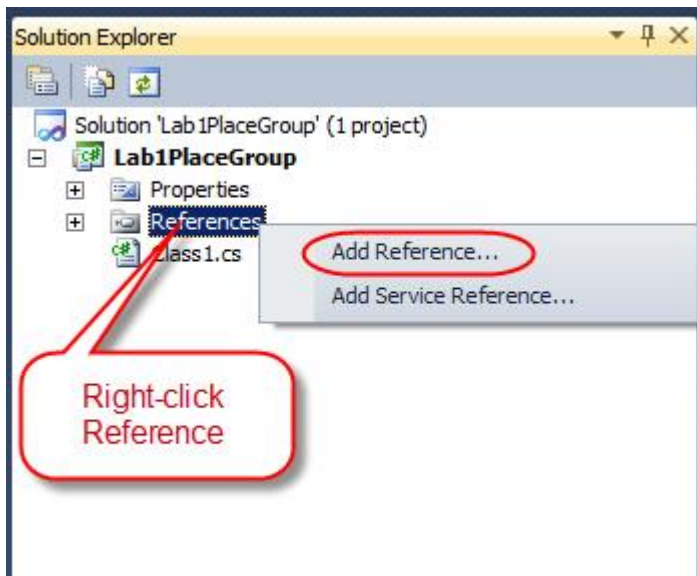 Solution Explorer
Solution 'Lab1PlaceGroup' (1 project)
C# Lab1PlaceGroup
Properties
References
Class1.cs
Add Reference...
Add Service Reference...
Right-click
Reference